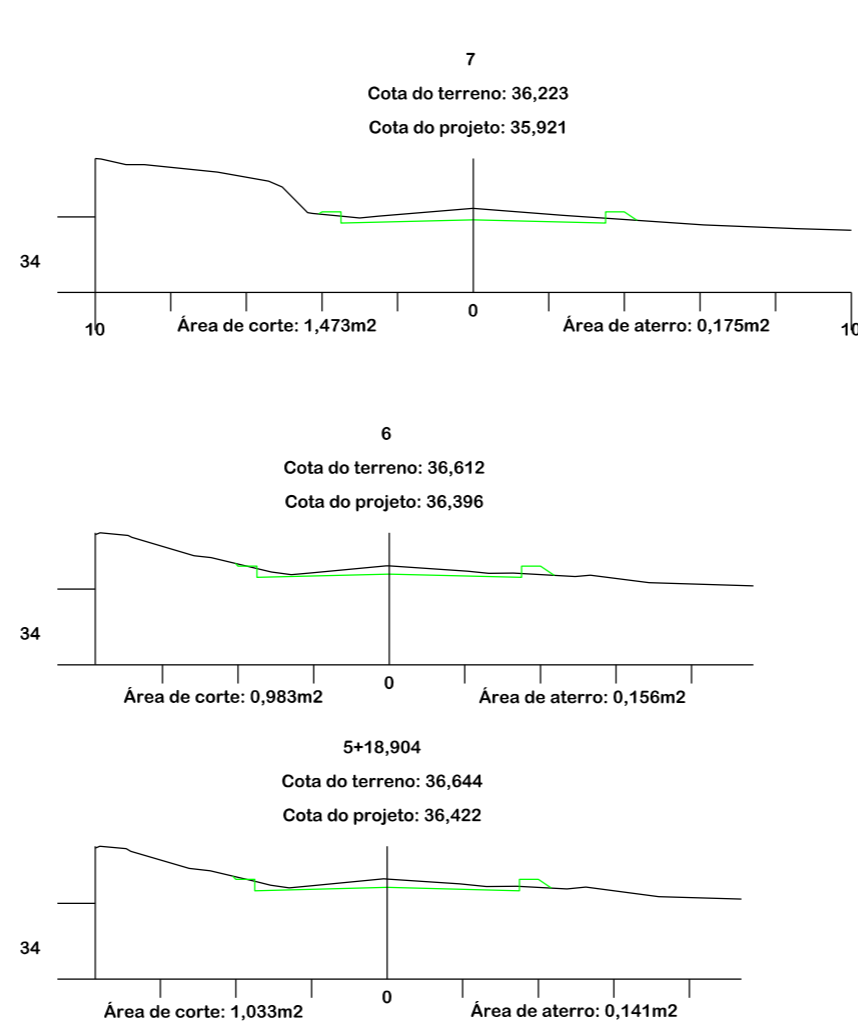 7
Cota do terreno: 36,223
Cota do projeto: 35,921
34
0
10
Área de corte: 1,473m2
Área de aterro: 0,175m2
10
6
Cota do terreno: 36,612
Cota do projeto: 36,396
34
0
Área de corte: 0,983m2
Área de aterro: 0,156m2
5+18,904
Cota do terreno: 36,644
Cota do projeto: 36,422
34
0
Área de corte: 1,033m2
Área de aterro: 0,141m2